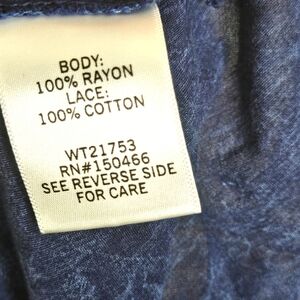 BODY:
100% RAYON
LACE:
100% COTTON
WT21753
RN#150466
SEE REVERSE SIDE
FOR CARE